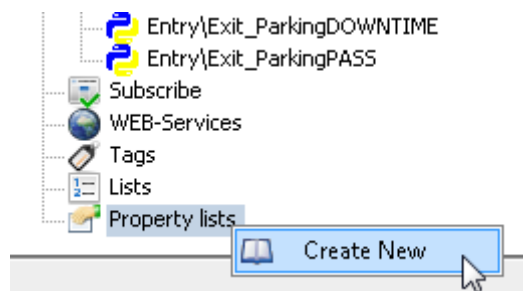 Entry\Exit_ParkingDOWNTIME
Entry\Exit_ParkingPASS
Subscribe
WEB-Services
Tags
Lists
Property lists
Create New